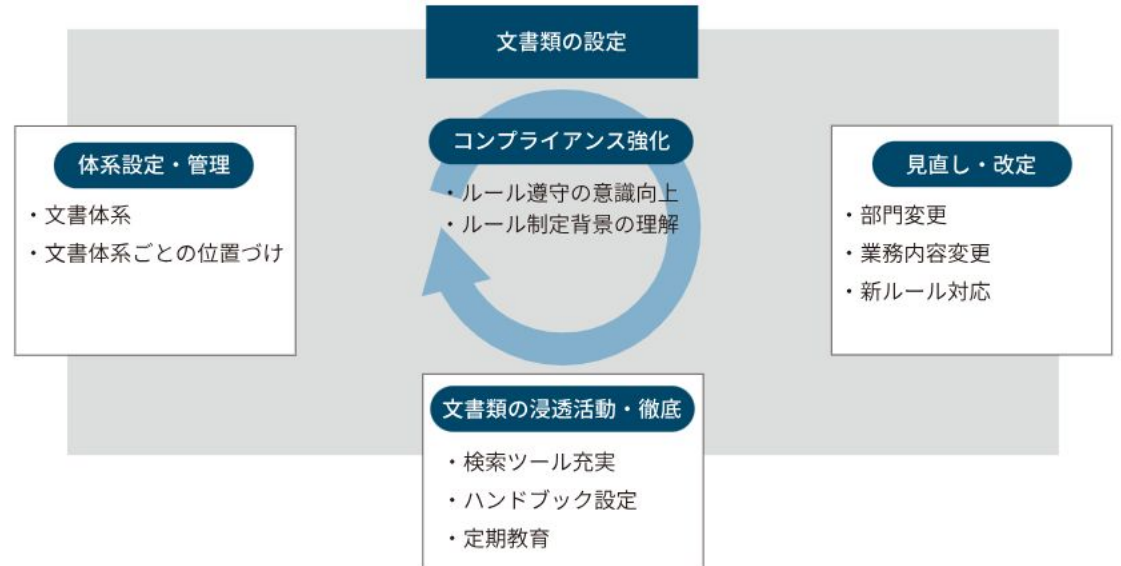 文書類の設定
体系設定・管理
・文書体系
・文書体系ごとの位置づけ
コンプライアンス強化
・ルール遵守の意識向上
・ルール制定背景の理解
見直し・改定
・部門変更
・業務内容変更
・新ルール対応
文書類の浸透活動・徹底
・検索ツール充実
・ハンドブック設定
・定期教育